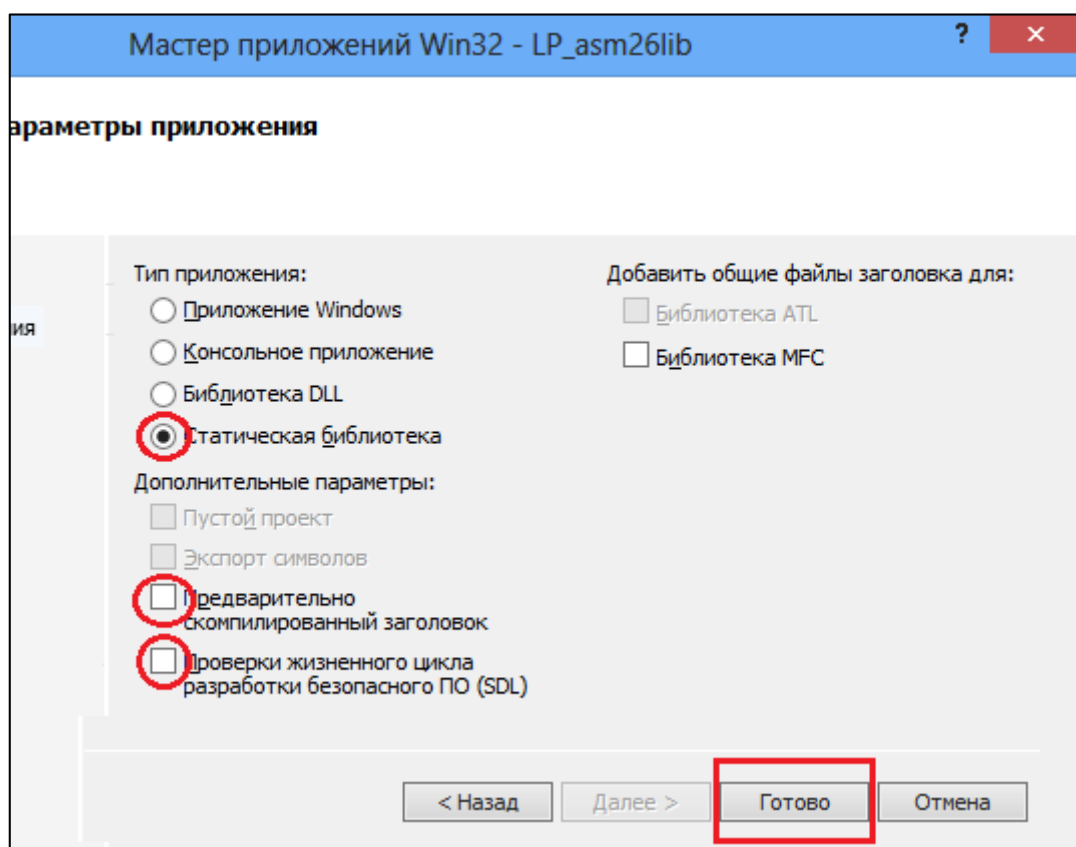 Мастер приложений Win32 - LP_asm26lib
?
араметры приложения
ия
Тип приложения:
Приложение Windows
Консольное приложение
Библиотека DLL
Статическая библиотека
Дополнительные параметры:
Пустой проект
Экспорт символов
Предварительно
скомпилированный заголовок
Проверки жизненного цикла
разработки безопасного ПО (SDL)
Добавить общие файлы заголовка для:
Библиотека ATL
Библиотека MFC
< Назад
Далее >
Готово
Отмена